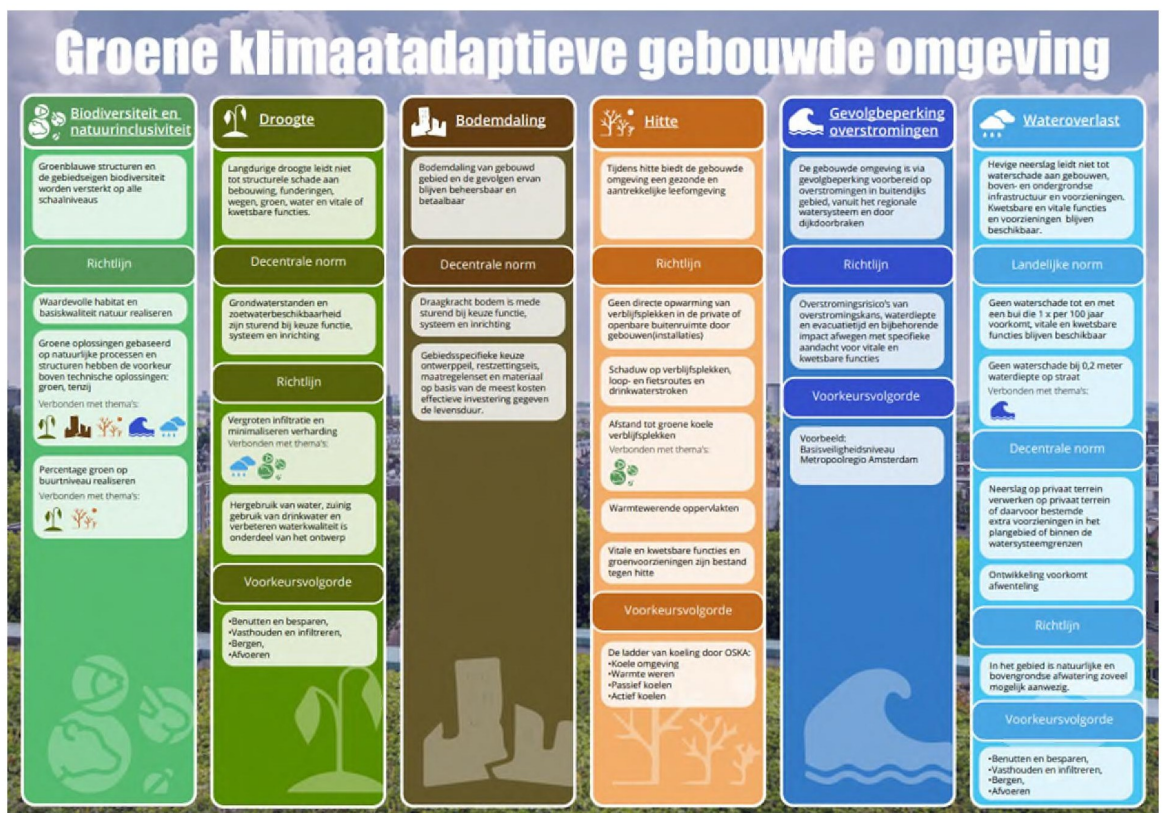 Groene klimaatadaptieve gebouwde omgeving
Biodiversiteit en
natuurinclusiviteit
Groenblauwe structuren en
de gebiedseigen biodiversiteit
worden versterkt op alle
schaalniveaus
Richtlijn
Waardevolle habitat en
basiskwaliteit natuur realiseren
Groene oplossingen gebaseerd
op natuurlijke processen en
structuren hebben de voorkeur
boven technische oplossingen:
groen, tenzij
Verbonden met thema's:
Percentage groen op
buurtniveau realiseren
Verbonden met thema's:
Droogte
Langdurige droogte leidt niet
tot structurele schade aan
bebouwing, funderingen,
wegen, groen, water en vitale of
kwetsbare functies.
Decentrale norm
Grondwaterstanden en
zoetwaterbeschikbaarheid
zijn sturend bij keuze functie,
systeem en inrichting
Richtlijn
Vergroten infiltratie en
minimaliseren verharding
Verbonden met thema's:
Hergebruik van water, zuinig
gebruik van drinkwater en
verbeteren waterkwaliteit is
onderdeel van het ontwerp
Voorkeursvolgorde
•Benutten en besparen,
•Vasthouden en infiltreren,
•Bergen,
•Afvoeren
Bodemdaling
Bodemdaling van gebouwd
gebied en de gevolgen ervan
blijven beheersbaar en
betaalbaar
Decentrale norm
Draagkracht bodem is mede
sturend bij keuze functie,
systeem en inrichting
Gebiedsspecifieke keuze
ontwerppeil, restzettingseis,
maatregelenset en materiaal
op basis van de meest kosten
effectieve investering gegeven
de levensduur.
Hitte
Tijdens hitte biedt de gebouwde
omgeving een gezonde en
aantrekkelijke leefomgeving
Richtlijn
Geen directe opwarming van
verblijfsplekken in de private of
openbare buitenruimte door
gebouwen(installaties)
Schaduw op verblijfsplekken,
loop- en fietsroutes en
drinkwaterstroken
Afstand tot groene koele
verblijfsplekken
Verbonden met thema's:
Warmtewerende oppervlakten
Vitale en kwetsbare functies en
groenvoorzieningen zijn bestand
tegen hitte
Voorkeursvolgorde
De ladder van koeling door OSKA:
•Koele omgeving
•Warmte weren
•Passief koelen
•Actief koelen
Gevolgbeperking
overstromingen
De gebouwde omgeving is via
gevolgbeperking voorbereid op
overstromingen in buitendijks
gebied, vanuit het regionale
watersysteem en door
dijkdoorbraken
Richtlijn
Overstromingsrisico's van
overstromingen, waterdiepte
en evacuatietijd en bijbehorende
impact afwegen met specifieke
aandacht voor vitale en
kwetsbare functies
Voorkeursvolgorde
Voorbeeld:
Basisveiligheidsniveau
Metropoolregio Amsterdam
Wateroverlast
Hevige neerslag leidt niet tot
waterschade aan gebouwen,
boven- en ondergrondse
infrastructuur en voorzieningen.
Kwetsbare en vitale functies
en voorzieningen blijven
beschikbaar.
Landelijke norm
Geen waterschade tot en met
een bui die 1 x per 100 jaar
voorkomt, vitale en kwetsbare
functies blijven beschikbaar
Geen waterschade bij 0,2 meter
waterdiepte op straat
Verbonden met thema's:
Decentrale norm
Neerslag op privaat terrein
verwerken op privaat terrein
of daarvoor bestemde
extra voorzieningen in het
plangebied of binnen de
watersysteemgrenzen
Ontwikkeling voorkomt
afwenteling
Richtlijn
In het gebied is natuurlijke en
bovengrondse afwatering zoveel
mogelijk aanwezig.
Voorkeursvolgorde
•Benutten en besparen,
•Vasthouden en infiltreren,
•Bergen,
•Afvoeren